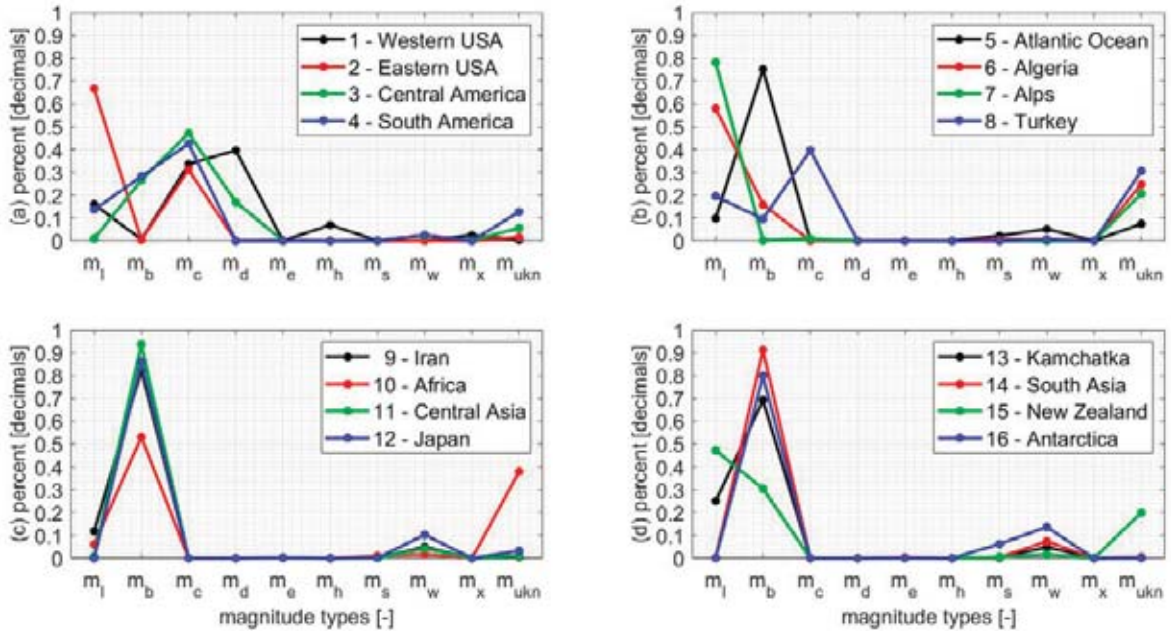 (a) percent [decimals]
1
0.9
0.8
0.7
0.6
0.5
0.4
0.3
0.2
0.1
0
1 - Western USA
2 - Eastern USA
3 - Central America
4 - South America
m_l m_b m_c m_d m_e m_h m_s m_w m_x m_ukn
(b) percent [decimals]
1
0.9
0.8
0.7
0.6
0.5
0.4
0.3
0.2
0.1
0
5 - Atlantic Ocean
6 - Algeria
7 - Alps
8 - Turkey
m_l m_b m_c m_d m_e m_h m_s m_w m_x m_ukn
(c) percent [decimals]
1
0.9
0.8
0.7
0.6
0.5
0.4
0.3
0.2
0.1
0
9 - Iran
10 - Africa
11 - Central Asia
12 - Japan
m_l m_b m_c m_d m_e m_h m_s m_w m_x m_ukn
magnitude types [-]
(d) percent [decimals]
1
0.9
0.8
0.7
0.6
0.5
0.4
0.3
0.2
0.1
0
13 - Kamchatka
14 - South Asia
15 - New Zealand
16 - Antarctica
m_l m_b m_c m_d m_e m_h m_s m_w m_x m_ukn
magnitude types [-]